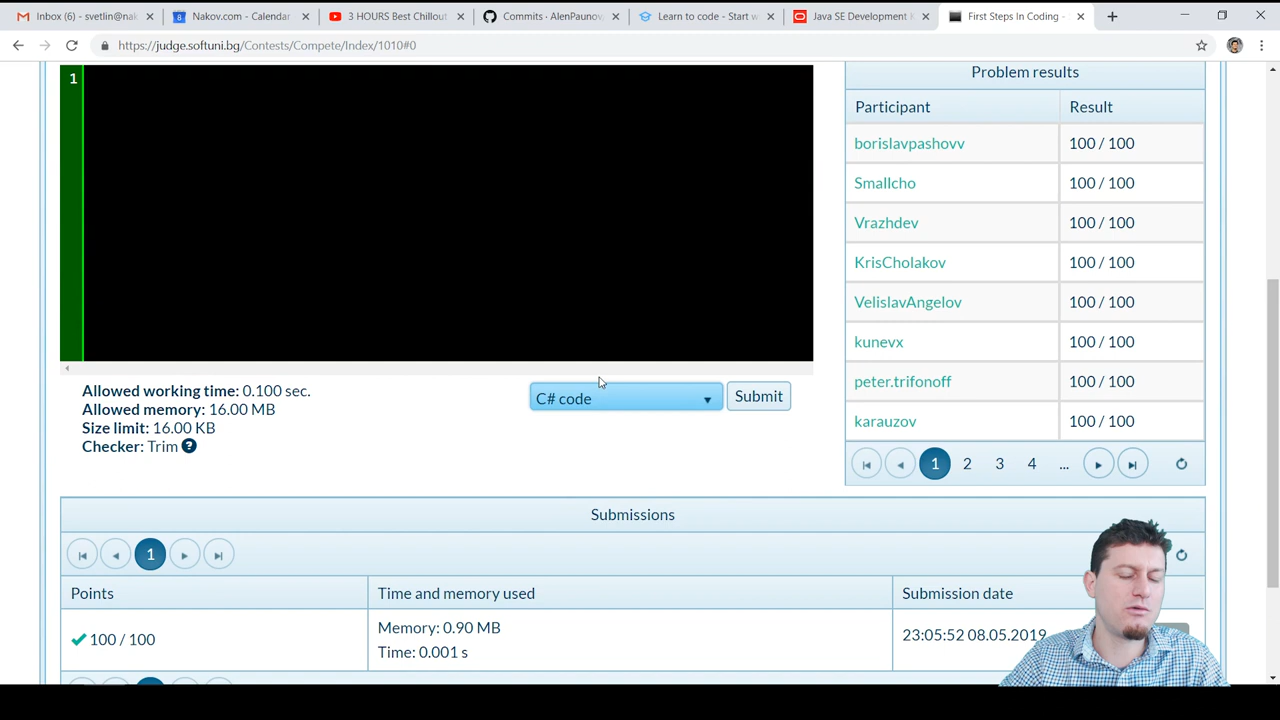 Inbox (6) - svetlin@nak
Nakov.com - Calendar
3 HOURS Best Chillout
Commits · AlenPaunov
Learn to code - Start w
Java SE Development K
First Steps In Coding -
https://judge.softuni.bg/Contests/Compete/Index/1010#0
1
Problem results
Participant Result
borislavpashovv 100 / 100
Smallcho 100 / 100
Vrazhdev 100 / 100
KrisCholakov 100 / 100
VelislavAngelov 100 / 100
kunevx 100 / 100
peter.trifonoff 100 / 100
karauzov 100 / 100
1 2 3 4 ...
Allowed working time: 0.100 sec.
Allowed memory: 16.00 MB
Size limit: 16.00 KB
Checker: Trim ?
C# code
Submit
Submissions
1
Points Time and memory used Submission date
100 / 100
Memory: 0.90 MB
Time: 0.001 s
23:05:52 08.05.2019
1